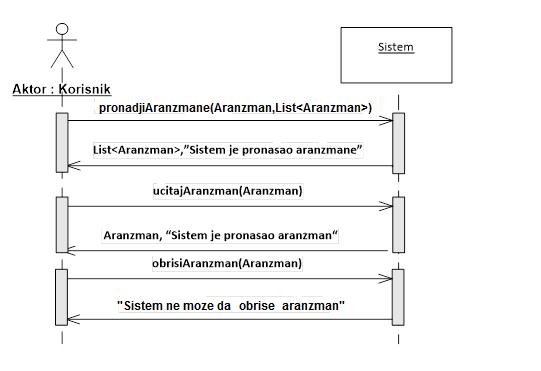 Sistem
Aktor : Korisnik
pronadjiAranzmane(Aranzman,List<Aranzman>)
List<Aranzman>,”Sistem je pronasao aranzmane”
ucitajAranzman(Aranzman)
Aranzman, “Sistem je pronasao aranzman“
obrisiAranzman(Aranzman)
"Sistem ne moze da obrise aranzman"